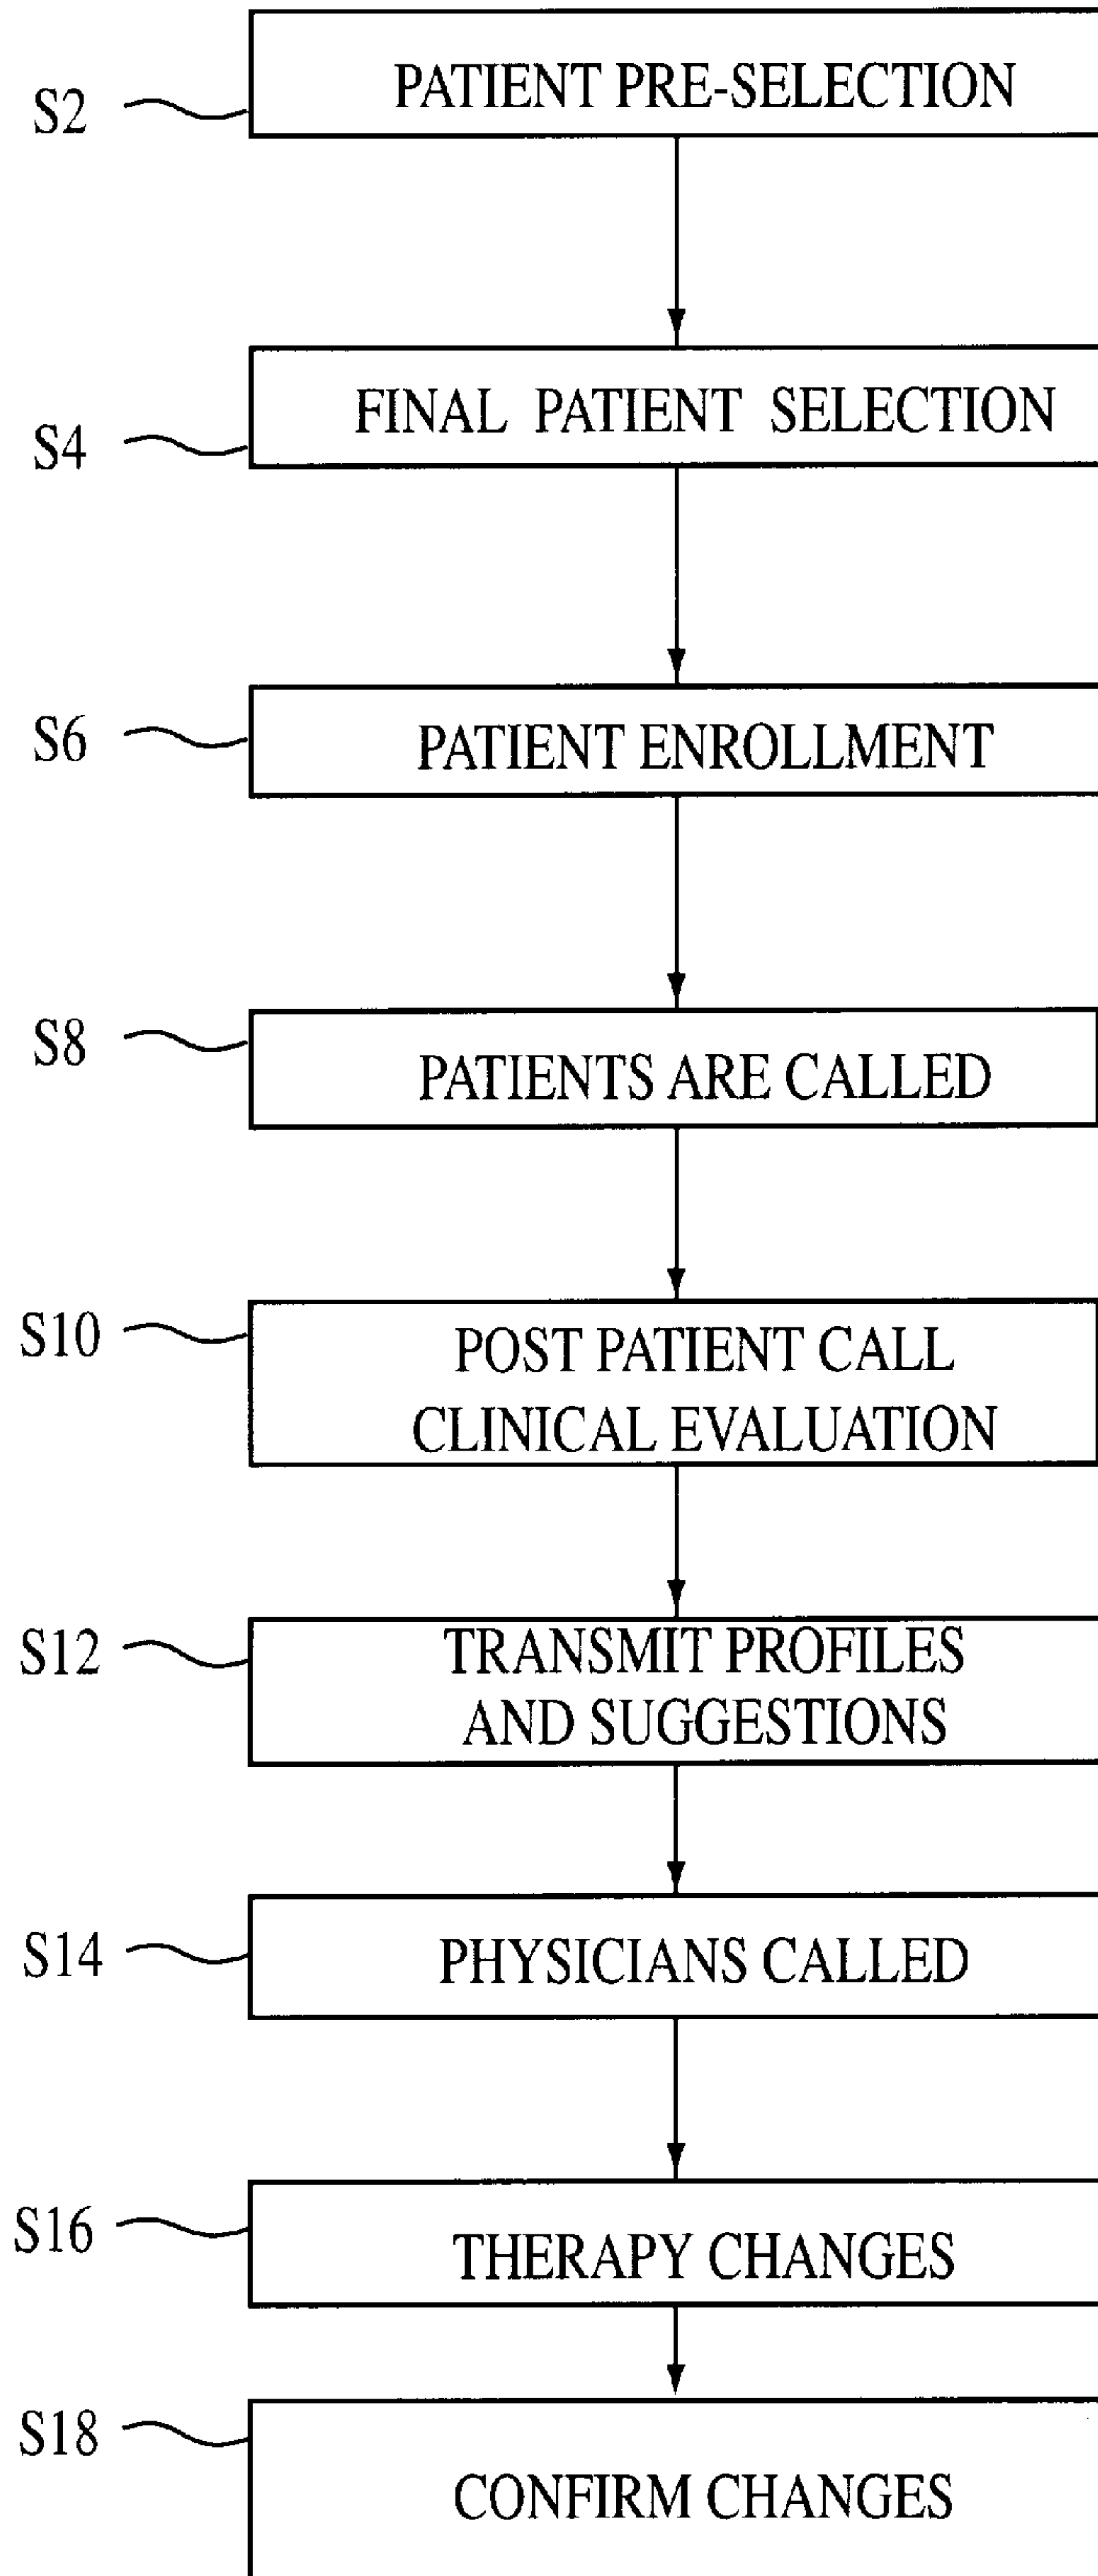 S2 PATIENT PRE-SELECTION
S4 FINAL PATIENT SELECTION
S6 PATIENT ENROLLMENT
S8 PATIENTS ARE CALLED
S10 POST PATIENT CALL
CLINICAL EVALUATION
S12 TRANSMIT PROFILES
AND SUGGESTIONS
S14 PHYSICIANS CALLED
S16 THERAPY CHANGES
S18 CONFIRM CHANGES